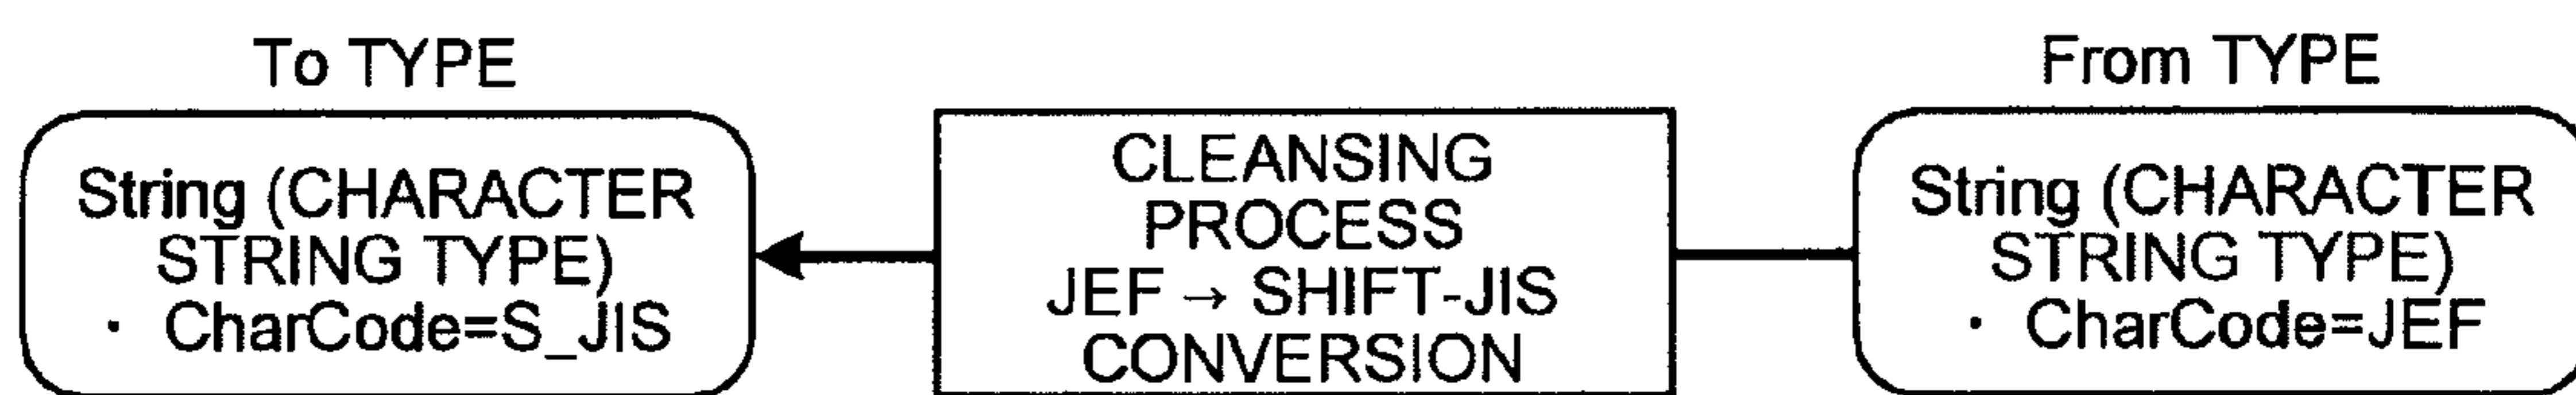 To TYPE
String (CHARACTER
STRING TYPE)
· CharCode=S_JIS
CLEANSING
PROCESS
JEF → SHIFT-JIS
CONVERSION
From TYPE
String (CHARACTER
STRING TYPE)
· CharCode=JEF